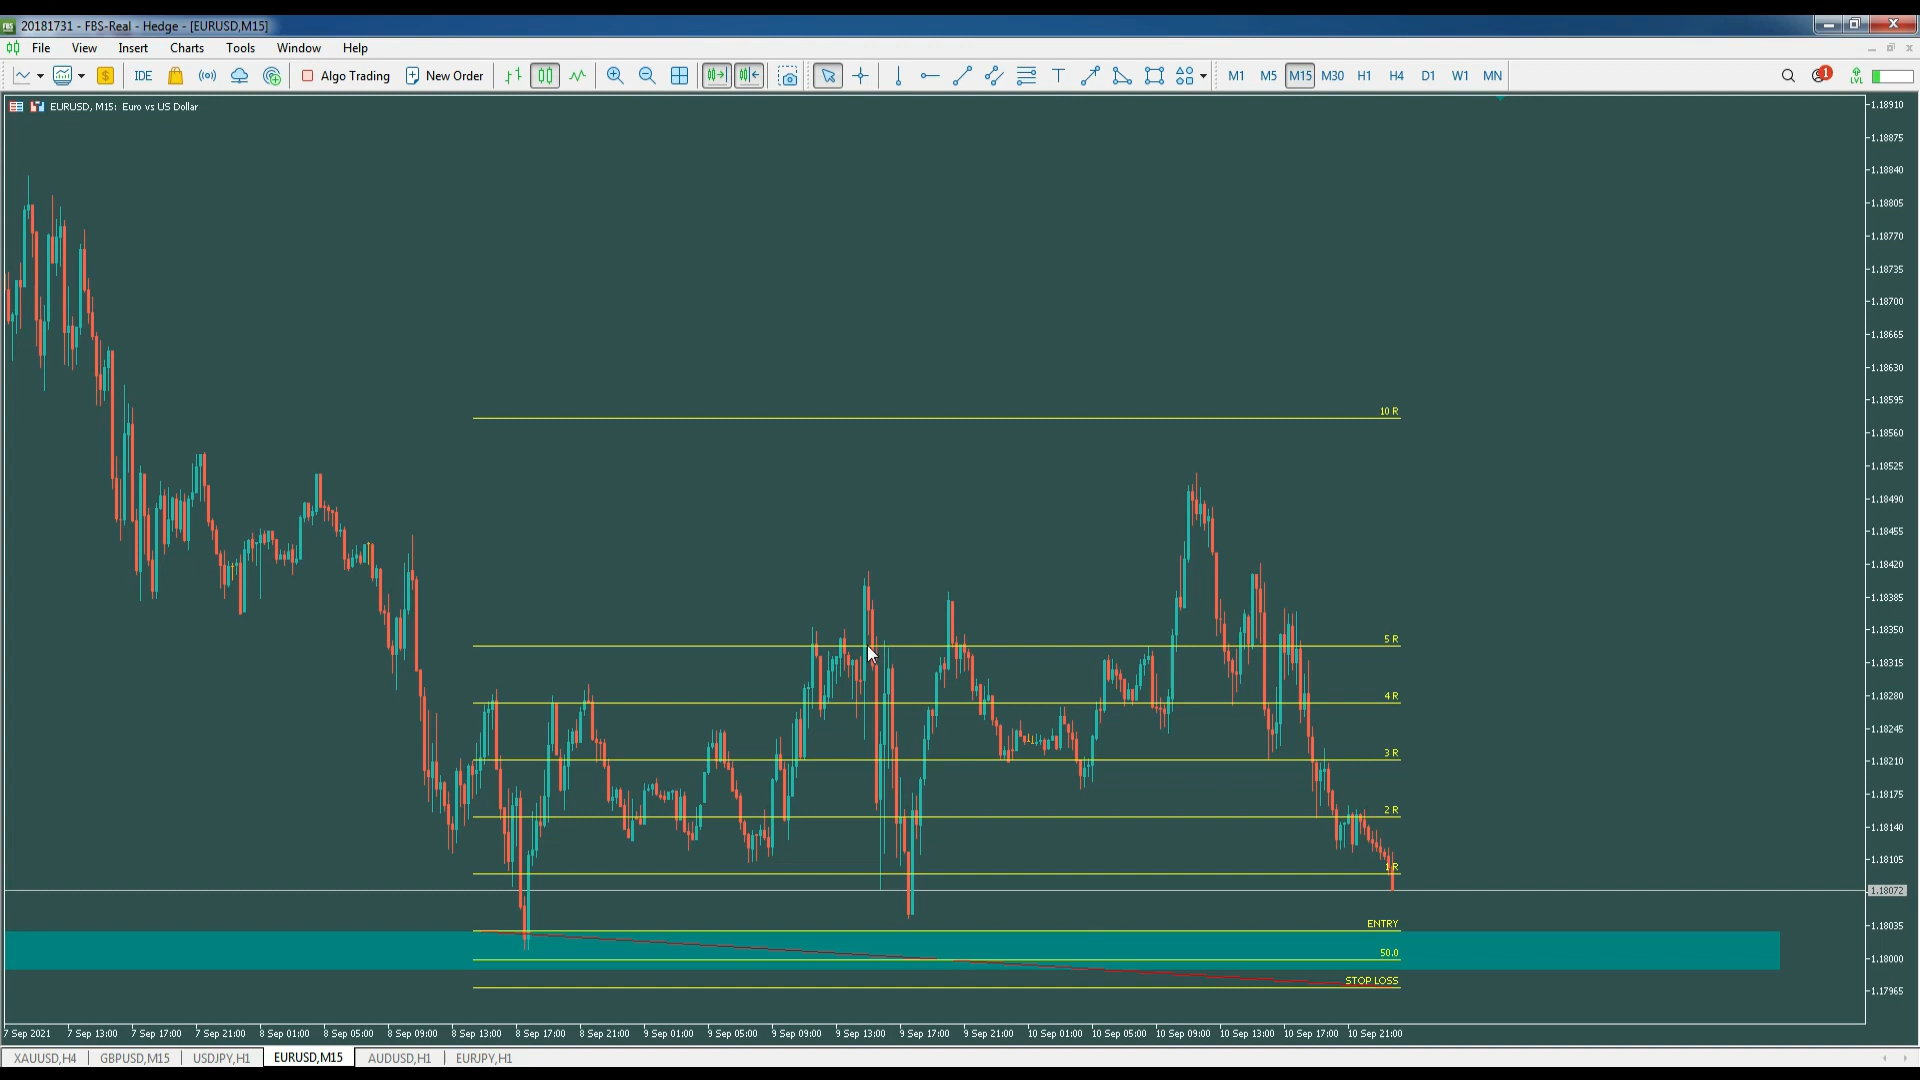 20181731 - FBS-Real - Hedge - [EURUSD,M15]
File View Insert Charts Tools Window Help
IDE Algo Trading New Order M1 M5 M15 M30 H1 H4 D1 W1 MN 1 LVL
EURUSD, M15: Euro vs US Dollar
1.18910
1.18875
1.18840
1.18805
1.18770
1.18735
1.18700
1.18665
1.18630
1.18595
10 R
1.18560
1.18525
1.18490
1.18455
1.18420
1.18385
1.18350
5 R
1.18315
4 R
1.18280
1.18245
3 R
1.18210
1.18175
2 R
1.18140
1.18105
1 R
1.18072
ENTRY
1.18035
50.0
1.18000
STOP LOSS
1.17965
7 Sep 2021 7 Sep 13:00 7 Sep 17:00 7 Sep 21:00 8 Sep 01:00 8 Sep 05:00 8 Sep 09:00 8 Sep 13:00 8 Sep 17:00 8 Sep 21:00 9 Sep 01:00 9 Sep 05:00 9 Sep 09:00 9 Sep 13:00 9 Sep 17:00 9 Sep 21:00 10 Sep 01:00 10 Sep 05:00 10 Sep 09:00 10 Sep 13:00 10 Sep 17:00 10 Sep 21:00
XAUUSD,H4 GBPUSD,M15 USDJPY,H1 EURUSD,M15 AUDUSD,H1 EURJPY,H1